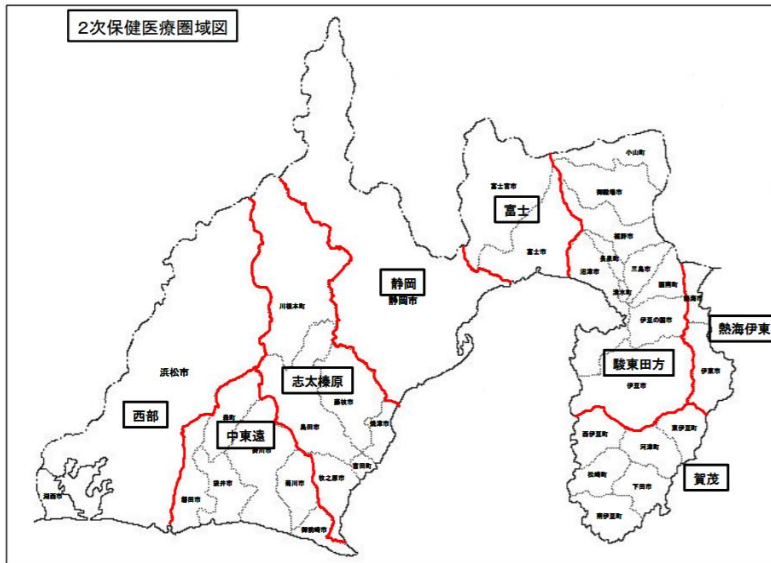 2次保健医療圏域図
小山町
富士宮市
御殿場市
富士
裾野市
富士市
長泉町
三島市
沼津市
函南町
清水町
熱海市
静岡
静岡市
川根本町
伊豆の国市
熱海伊東
駿東田方
伊豆市
伊東市
浜松市
志太榛原
藤枝市
西部
森町
中東遠
掛川市
島田市
焼津市
東伊豆町
西伊豆町
河津町
吉田町
牧之原市
松崎町
賀茂
下田市
袋井市
菊川市
湖西市
磐田市
南伊豆町
御前崎市